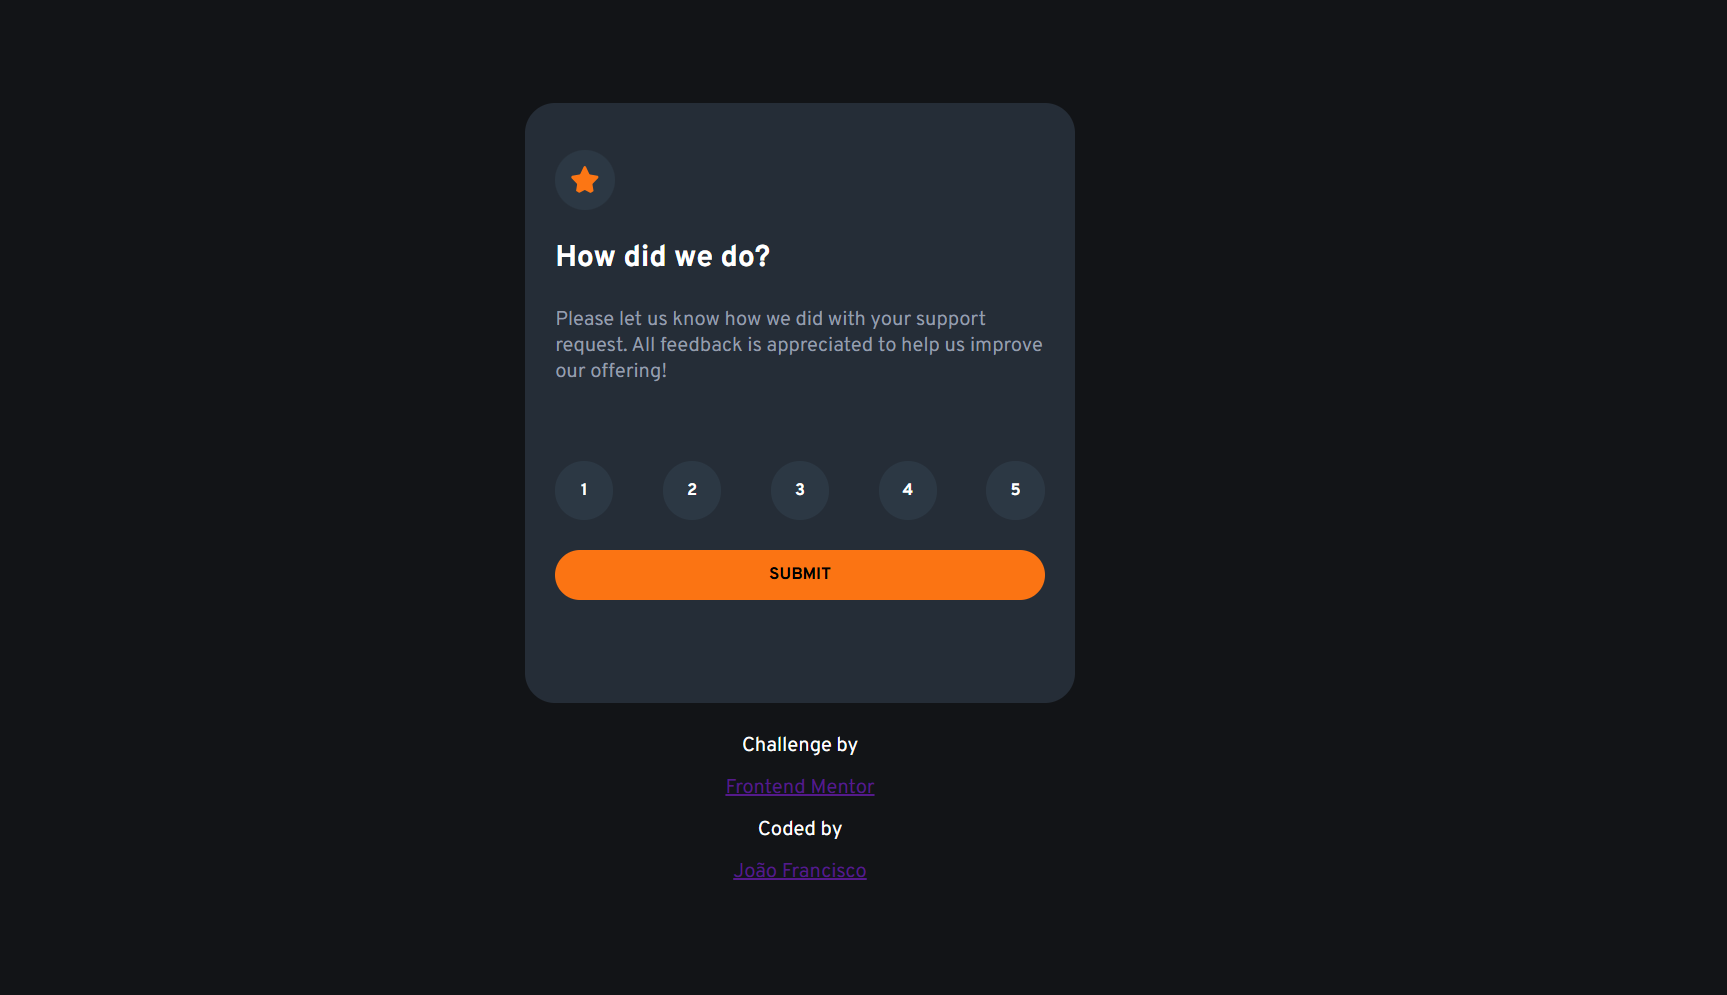 How did we do?
Please let us know how we did with your support
request. All feedback is appreciated to help us improve
our offering!
1 2 3 4 5
SUBMIT
Challenge by
Frontend Mentor
Coded by
João Francisco